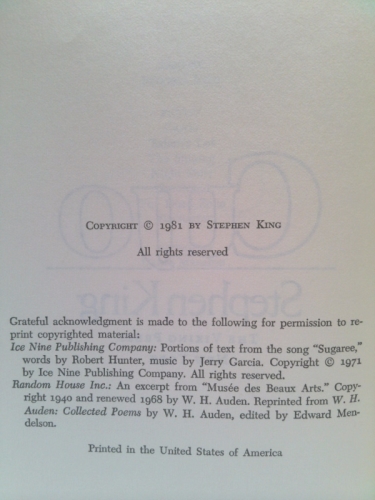 COPYRIGHT © 1981 BY STEPHEN KING
All rights reserved
Grateful acknowledgment is made to the following for permission to re-
print copyrighted material:
Ice Nine Publishing Company: Portions of text from the song "Sugaree,"
words by Robert Hunter, music by Jerry Garcia. Copyright © 1971
by Ice Nine Publishing Company. All rights reserved.
Random House Inc.: An excerpt from "Musée des Beaux Arts." Copy-
right 1940 and renewed 1968 by W. H. Auden. Reprinted from W. H.
Auden: Collected Poems by W. H. Auden, edited by Edward Men-
delson.
Printed in the United States of America